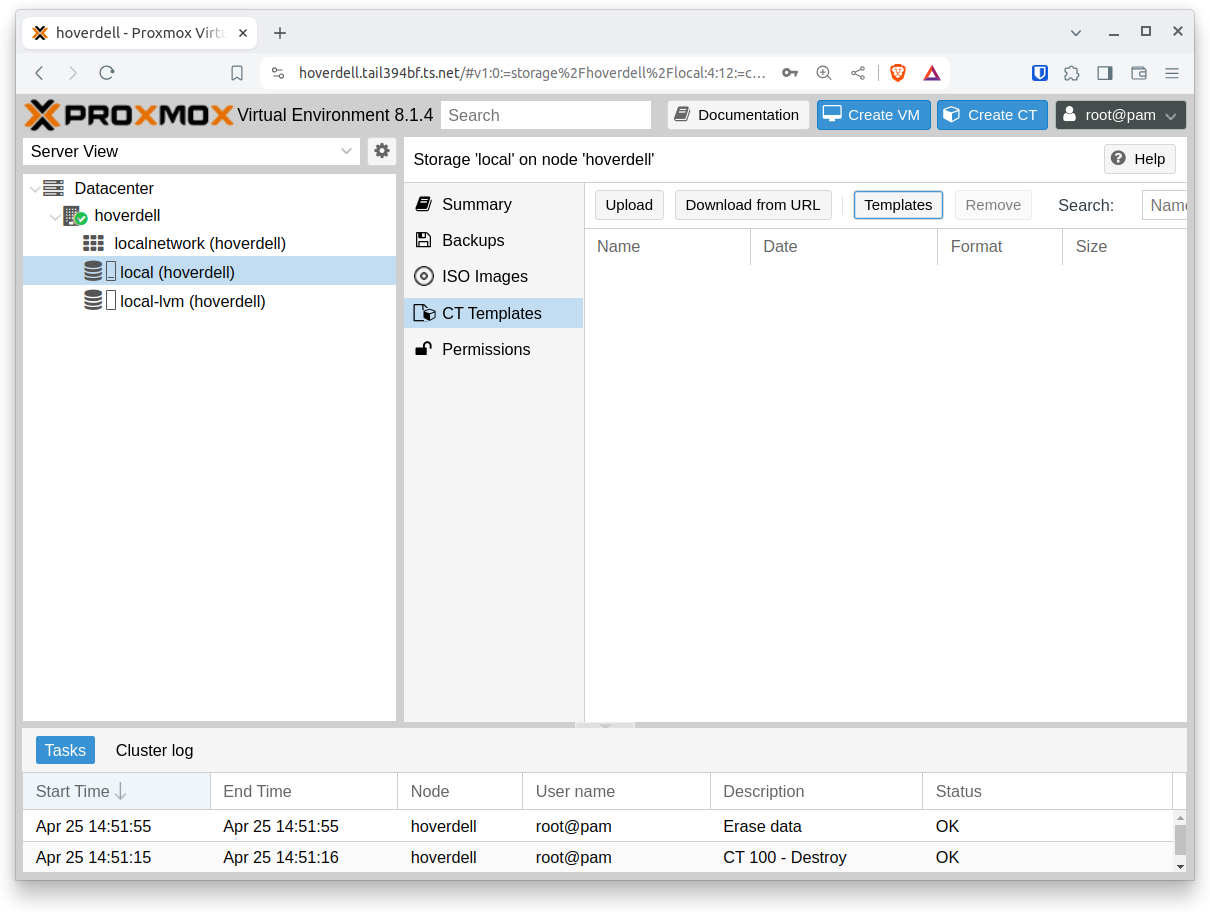 hoverdell - Proxmox Virtu
hoverdell.tail394bf.ts.net/#v1:0:=storage%2Fhoverdell%2Flocal:4:12:=c...
PROXMOX Virtual Environment 8.1.4 Search Documentation Create VM Create CT root@pam
Server View
Datacenter
hoverdell
localnetwork (hoverdell)
local (hoverdell)
local-lvm (hoverdell)
Storage 'local' on node 'hoverdell' Help
Summary
Backups
ISO Images
CT Templates
Permissions
Upload Download from URL Templates Remove Search: Name
Name Date Format Size
Tasks Cluster log
Start Time End Time Node User name Description Status
Apr 25 14:51:55 Apr 25 14:51:55 hoverdell root@pam Erase data OK
Apr 25 14:51:15 Apr 25 14:51:16 hoverdell root@pam CT 100 - Destroy OK